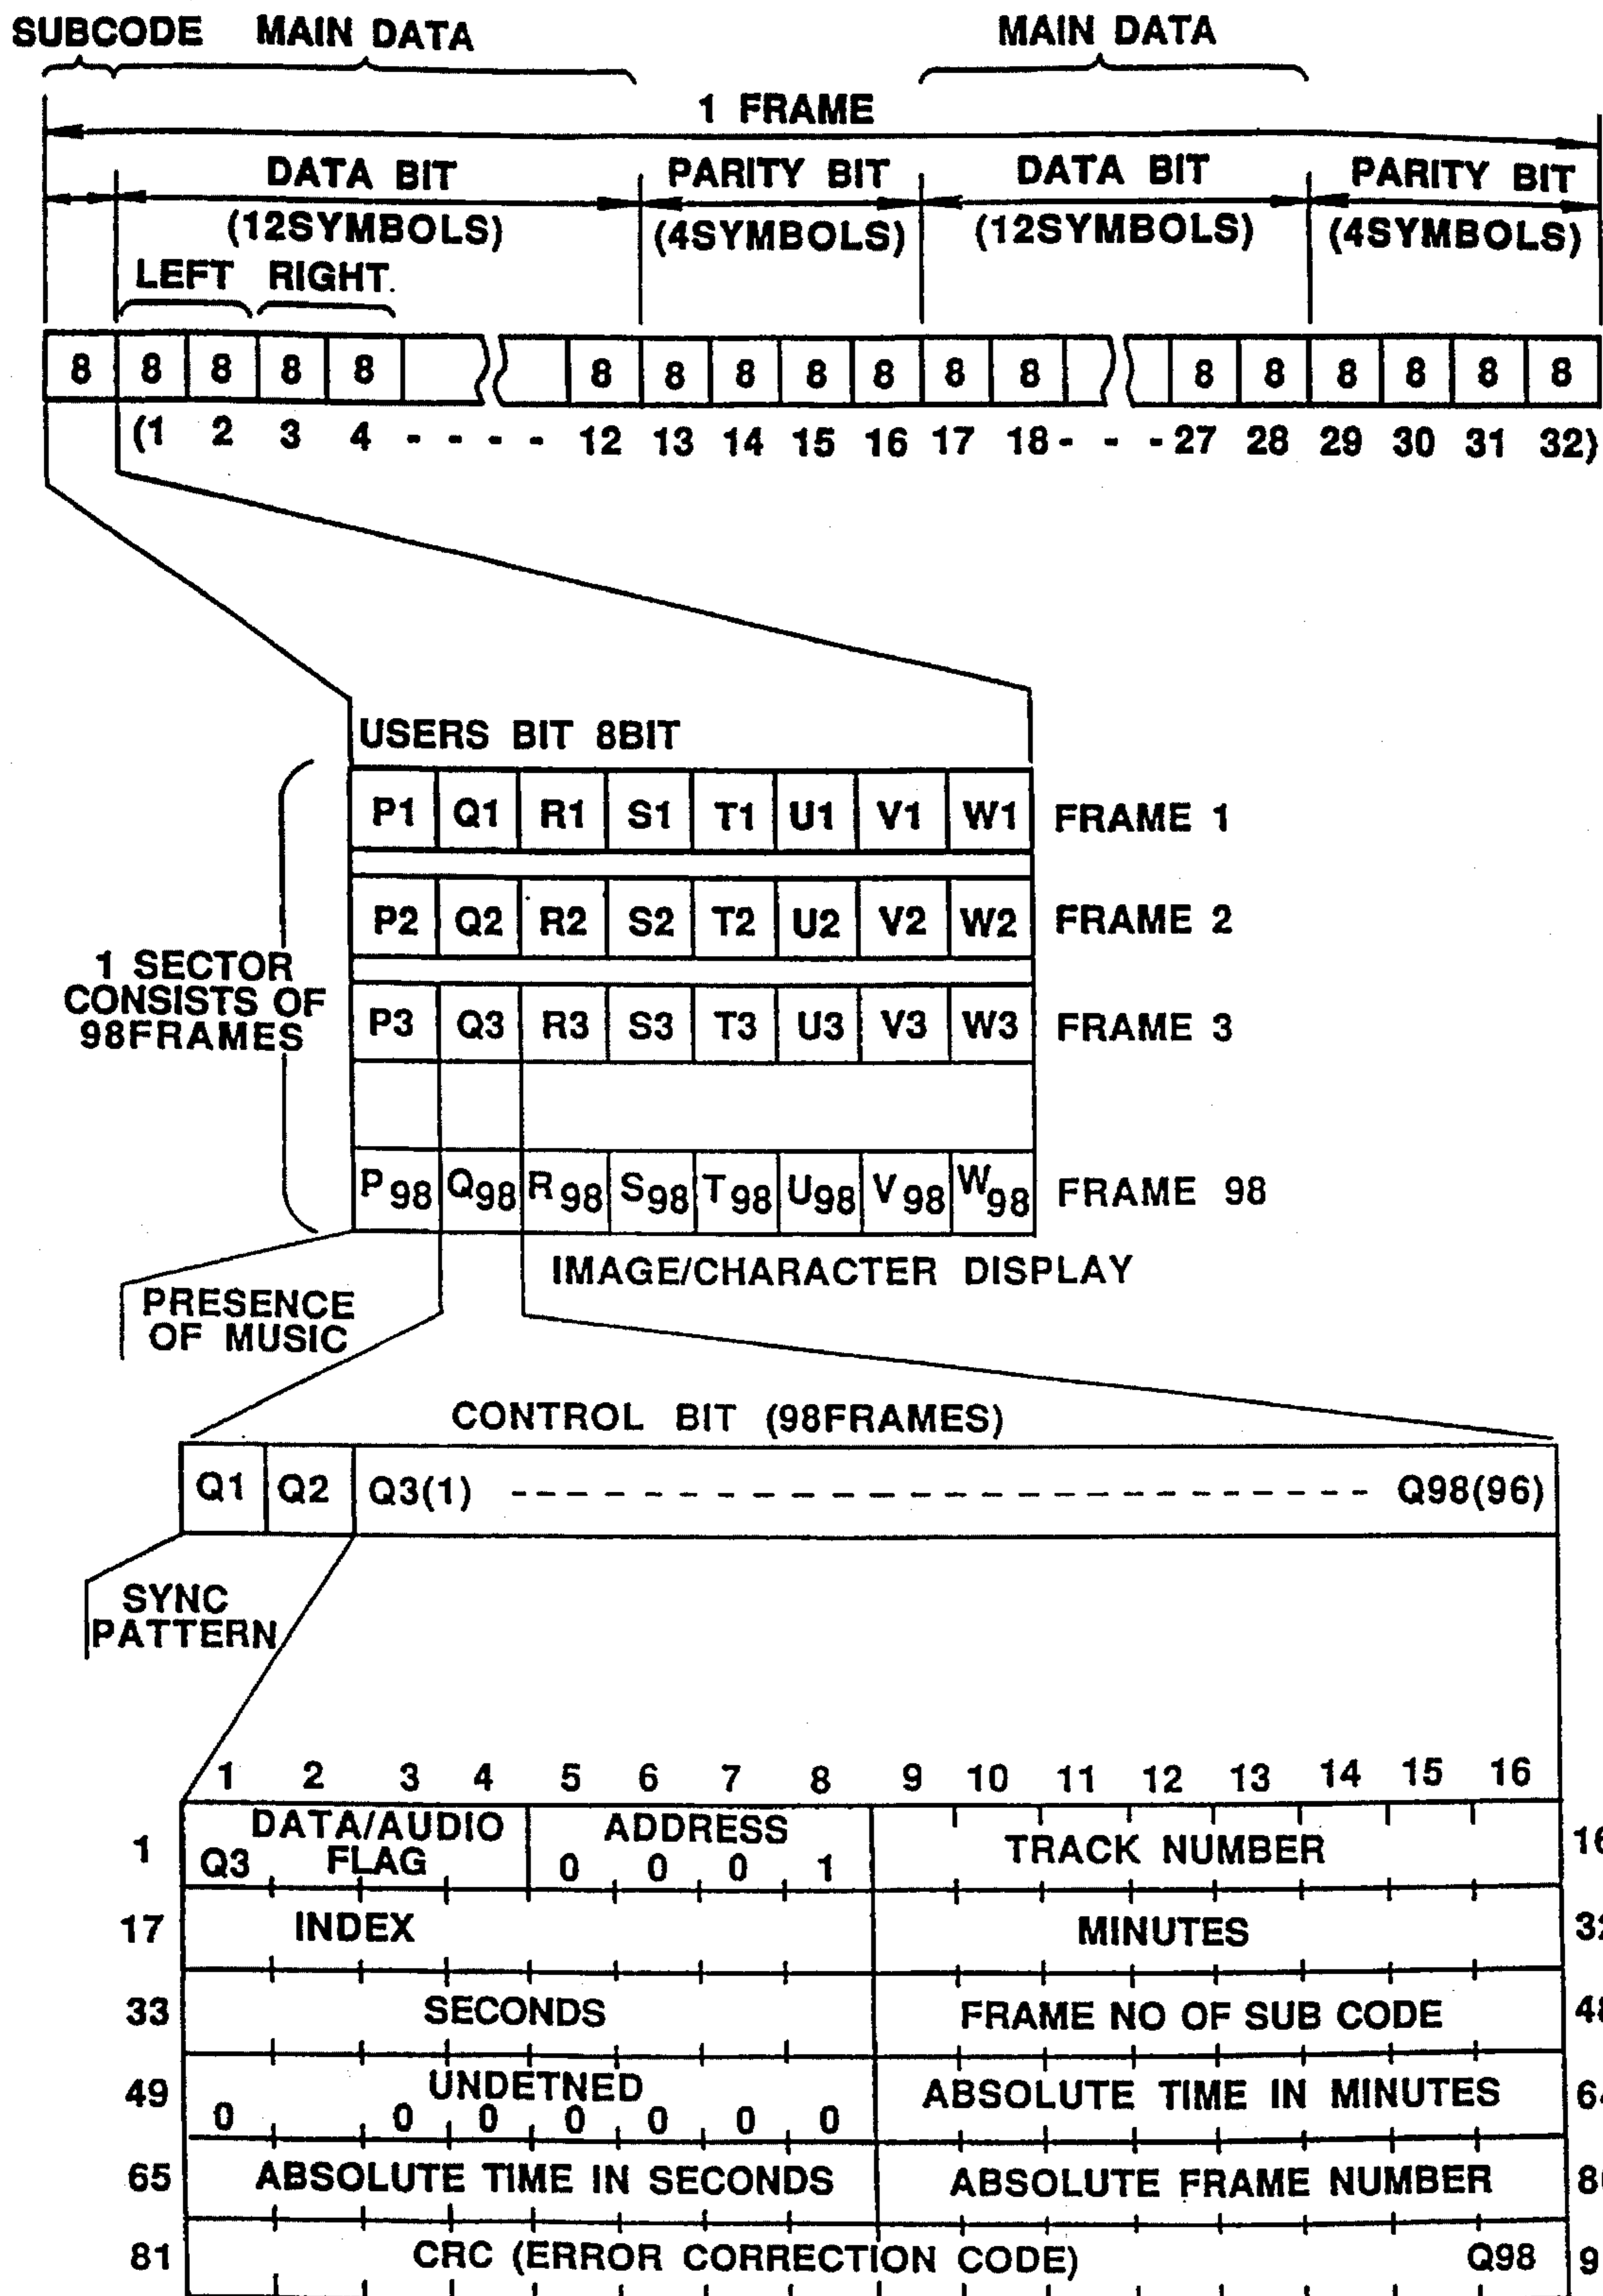 SUBCODE MAIN DATA MAIN DATA
1 FRAME
DATA BIT PARITY BIT DATA BIT PARITY BIT
(12SYMBOLS) (4SYMBOLS) (12SYMBOLS) (4SYMBOLS)
LEFT RIGHT.
8 8 8 8 8 8 8 8 8 8 8 8 8 8 8 8 8 8
(1 2 3 4 - - - - 12 13 14 15 16 17 18 - - - 27 28 29 30 31 32)
USERS BIT 8BIT
P1 Q1 R1 S1 T1 U1 V1 W1 FRAME 1
P2 Q2 R2 S2 T2 U2 V2 W2 FRAME 2
1 SECTOR
CONSISTS OF
98FRAMES
P3 Q3 R3 S3 T3 U3 V3 W3 FRAME 3
P98 Q98 R98 S98 T98 U98 V98 W98 FRAME 98
IMAGE/CHARACTER DISPLAY
PRESENCE
OF MUSIC
CONTROL BIT (98FRAMES)
Q1 Q2 Q3(1) Q98(96)
SYNC
PATTERN
1 2 3 4 5 6 7 8 9 10 11 12 13 14 15 16
DATA/AUDIO ADDRESS
1 Q3 FLAG 0 0 0 1 TRACK NUMBER
17 INDEX MINUTES
33 SECONDS FRAME NO OF SUB CODE
49 UNDETNED ABSOLUTE TIME IN MINUTES
0 0 0 0 0 0 0
65 ABSOLUTE TIME IN SECONDS ABSOLUTE FRAME NUMBER
81 CRC (ERROR CORRECTION CODE) Q98